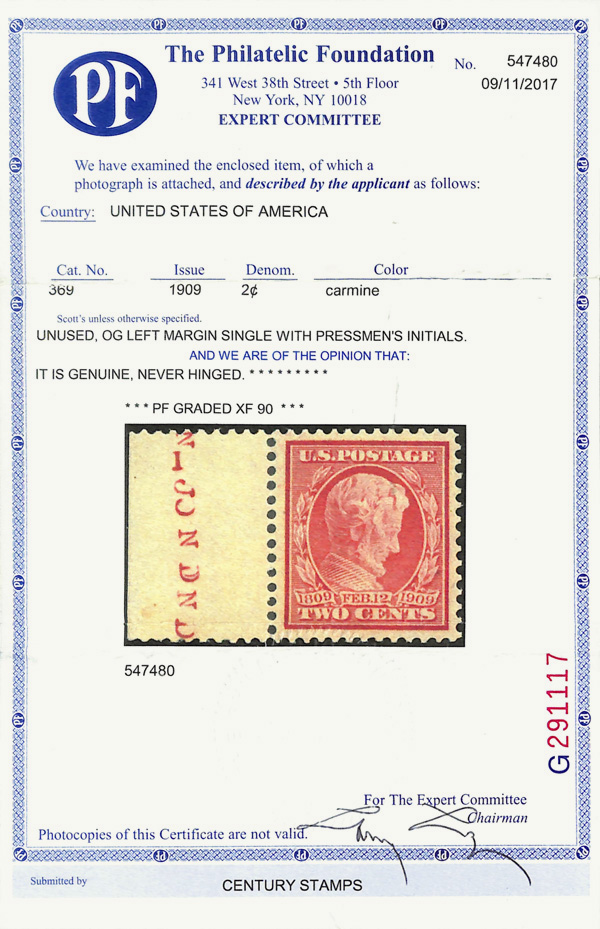 PF
The Philatelic Foundation
No. 547480
341 West 38th Street • 5th Floor
09/11/2017
New York, NY 10018
EXPERT COMMITTEE
We have examined the enclosed item, of which a
photograph is attached, and described by the applicant as follows:
Country: UNITED STATES OF AMERICA
Cat. No. Issue Denom. Color
369 1909 2¢ carmine
Scott's unless otherwise specified.
UNUSED, OG LEFT MARGIN SINGLE WITH PRESSMEN'S INITIALS.
AND WE ARE OF THE OPINION THAT:
IT IS GENUINE, NEVER HINGED. * * * * * * * * *
* * * PF GRADED XF 90 * * *
U.S. POSTAGE
1809 FEB. 12 1909
TWO CENTS
547480
G291117
For The Expert Committee
Chairman
Photocopies of this Certificate are not valid.
Submitted by CENTURY STAMPS